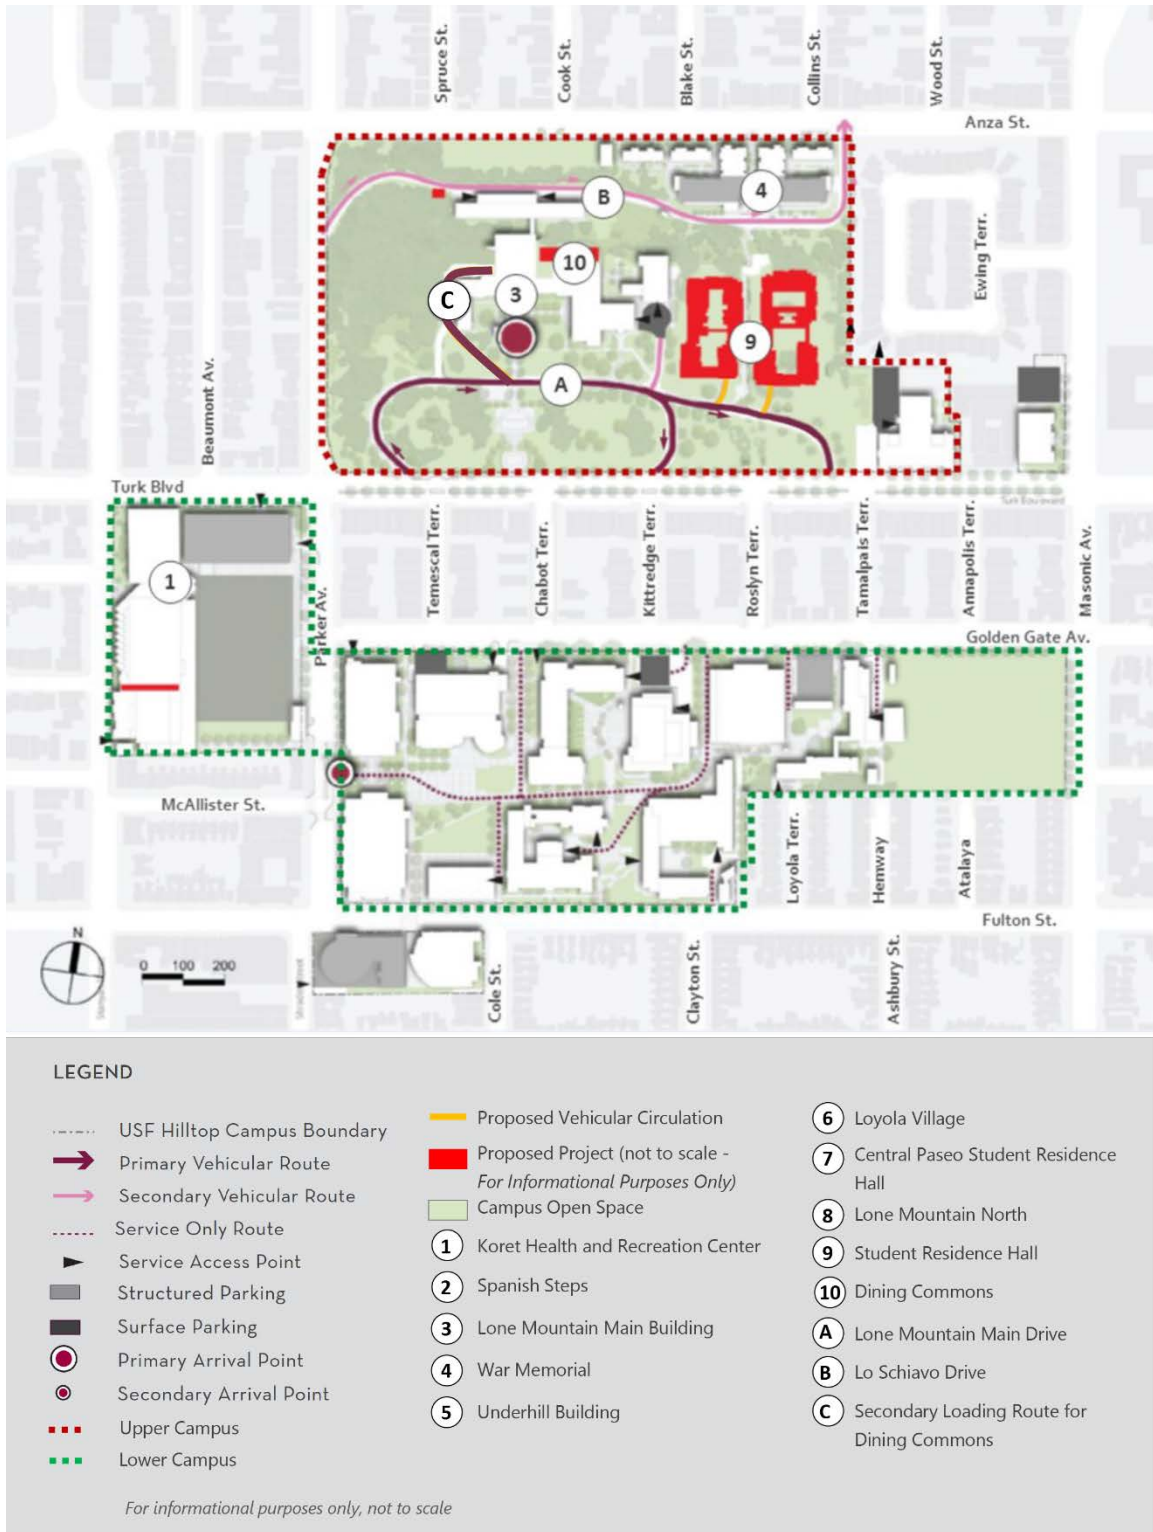 Spruce St.
Cook St.
Blake St.
Collins St.
Wood St.
Anza St.
4
B
Ewing Terr.
10
3
C
9
A
Beaumont Av.
Turk Blvd
Turk Boulevard
Temescal Terr.
Chabot Terr.
Kittredge Terr.
Roslyn Terr.
Tamalpais Terr.
Annapolis Terr.
Masonic Av.
1
Parker Av.
Golden Gate Av.
McAllister St.
Loyola Terr.
Hemway
Atalaya
Fulton St.
N
0 100 200
Cole St.
Clayton St.
Ashbury St.
LEGEND
USF Hilltop Campus Boundary
Primary Vehicular Route
Secondary Vehicular Route
Service Only Route
Service Access Point
Structured Parking
Surface Parking
Primary Arrival Point
Secondary Arrival Point
Upper Campus
Lower Campus
Proposed Vehicular Circulation
Proposed Project (not to scale -
For Informational Purposes Only)
Campus Open Space
1 Koret Health and Recreation Center
2 Spanish Steps
3 Lone Mountain Main Building
4 War Memorial
5 Underhill Building
6 Loyola Village
7 Central Paseo Student Residence
Hall
8 Lone Mountain North
9 Student Residence Hall
10 Dining Commons
A Lone Mountain Main Drive
B Lo Schiavo Drive
C Secondary Loading Route for
Dining Commons
For informational purposes only, not to scale